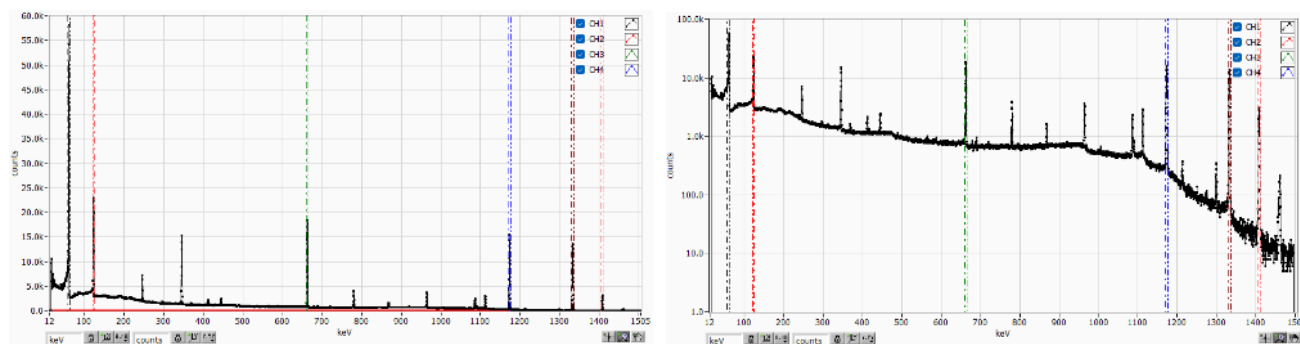 60.0k
55.0k
50.0k
45.0k
40.0k
35.0k
30.0k
25.0k
20.0k
15.0k
10.0k
5.0k
0.0
counts
12 100 200 300 400 500 600 700 800 900 1000 1100 1200 1300 1400 1505
keV
CH1
CH2
CH3
CH4
keV counts
100.0k
10.0k
1.0k
100.0
10.0
1.0
counts
12 100 200 300 400 500 600 700 800 900 1000 1100 1200 1300 1400
keV
CH1
CH2
CH3
CH4
keV counts